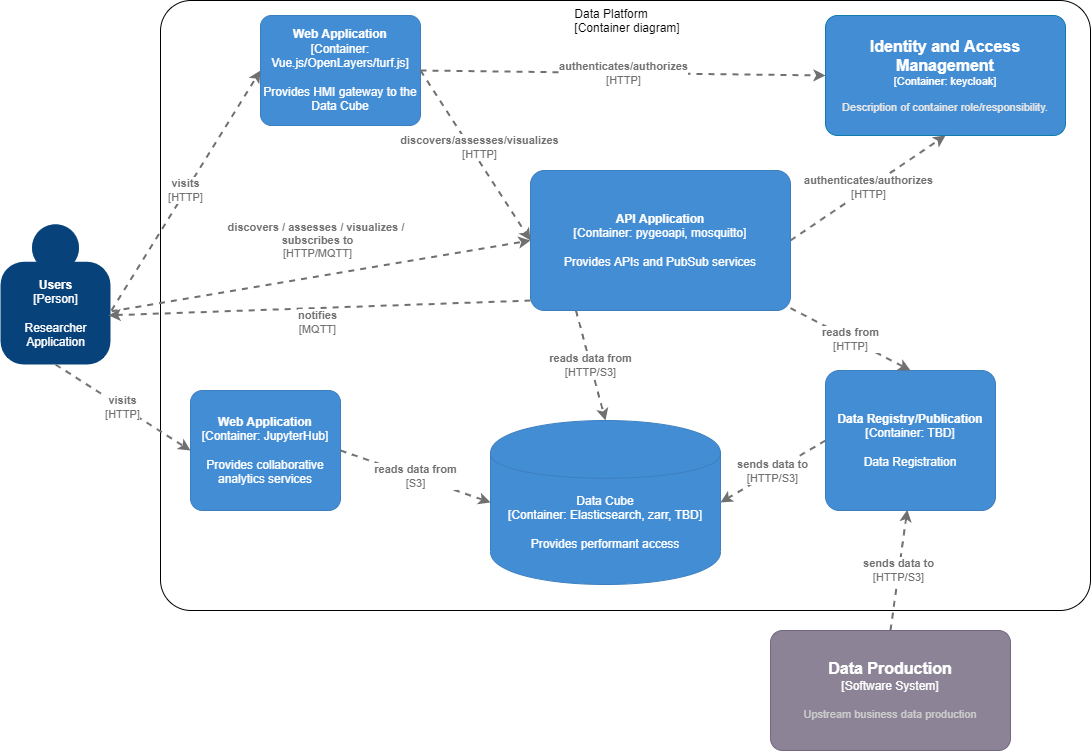 Data Platform
[Container diagram]
Web Application
[Container:
Vue.js/OpenLayers/turf.js]
Provides HMI gateway to the
Data Cube
authenticates/authorizes
[HTTP]
Identity and Access
Management
[Container: keycloak]
Description of container role/responsibility.
discovers/assesses/visualizes
[HTTP]
visits
[HTTP]
authenticates/authorizes
[HTTP]
API Application
[Container: pygeoapi, mosquitto]
Provides APIs and PubSub services
discovers / assesses / visualizes /
subscribes to
[HTTP/MQTT]
Users
[Person]
Researcher
Application
notifies
[MQTT]
reads from
[HTTP]
reads data from
[HTTP/S3]
visits
[HTTP]
Web Application
[Container: JupyterHub]
Provides collaborative
analytics services
reads data from
[S3]
Data Cube
[Container: Elasticsearch, zarr, TBD]
Provides performant access
sends data to
[HTTP/S3]
Data Registry/Publication
[Container: TBD]
Data Registration
sends data to
[HTTP/S3]
Data Production
[Software System]
Upstream business data production